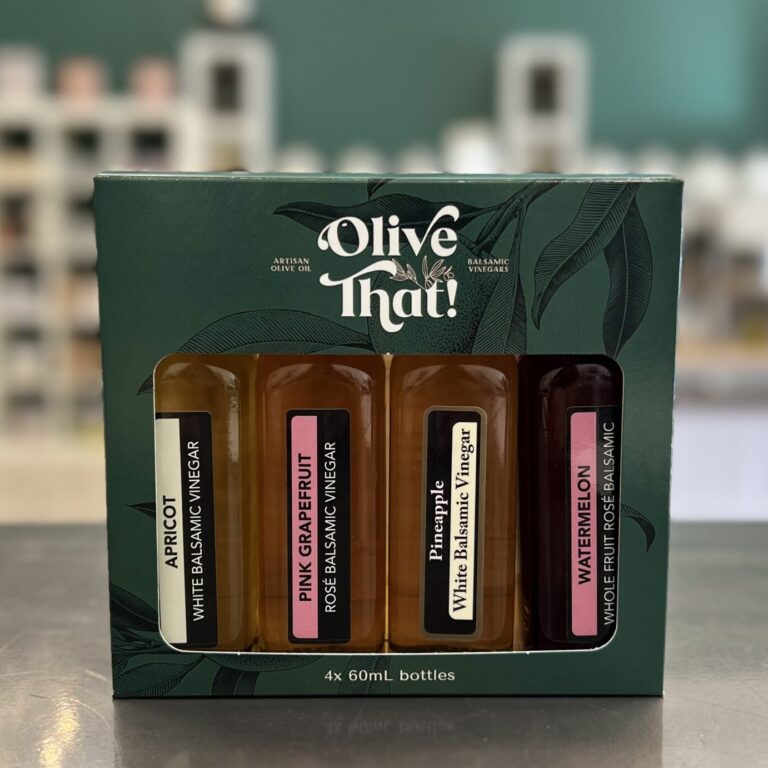 Olive
That!
ARTISAN
OLIVE OIL
BALSAMIC
VINEGARS
APRICOT
WHITE BALSAMIC VINEGAR
PINK GRAPEFRUIT
ROSÉ BALSAMIC VINEGAR
Pineapple
White Balsamic Vinegar
WATERMELON
WHOLE FRUIT ROSÉ BALSAMIC
4x 60mL bottles